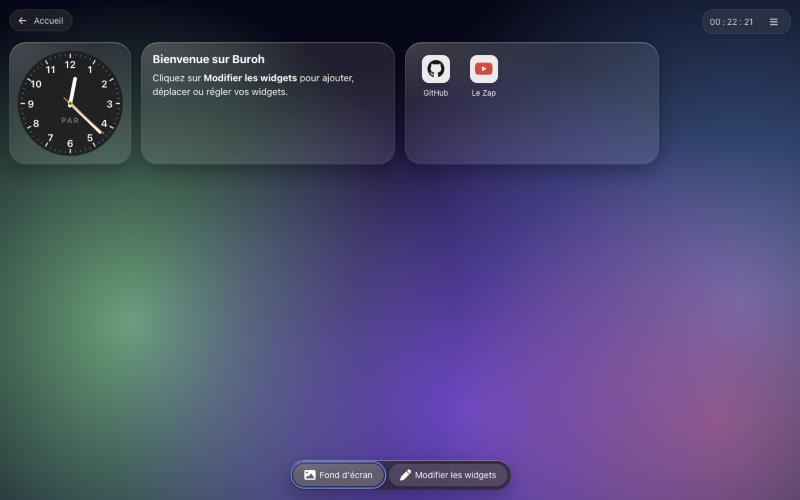 Accueil
00 : 22 : 21
12
11
1
10
2
9
3
PAR
8
4
7
5
6
Bienvenue sur Buroh
Cliquez sur Modifier les widgets pour ajouter,
déplacer ou régler vos widgets.
GitHub
Le Zap
Fond d'écran
Modifier les widgets